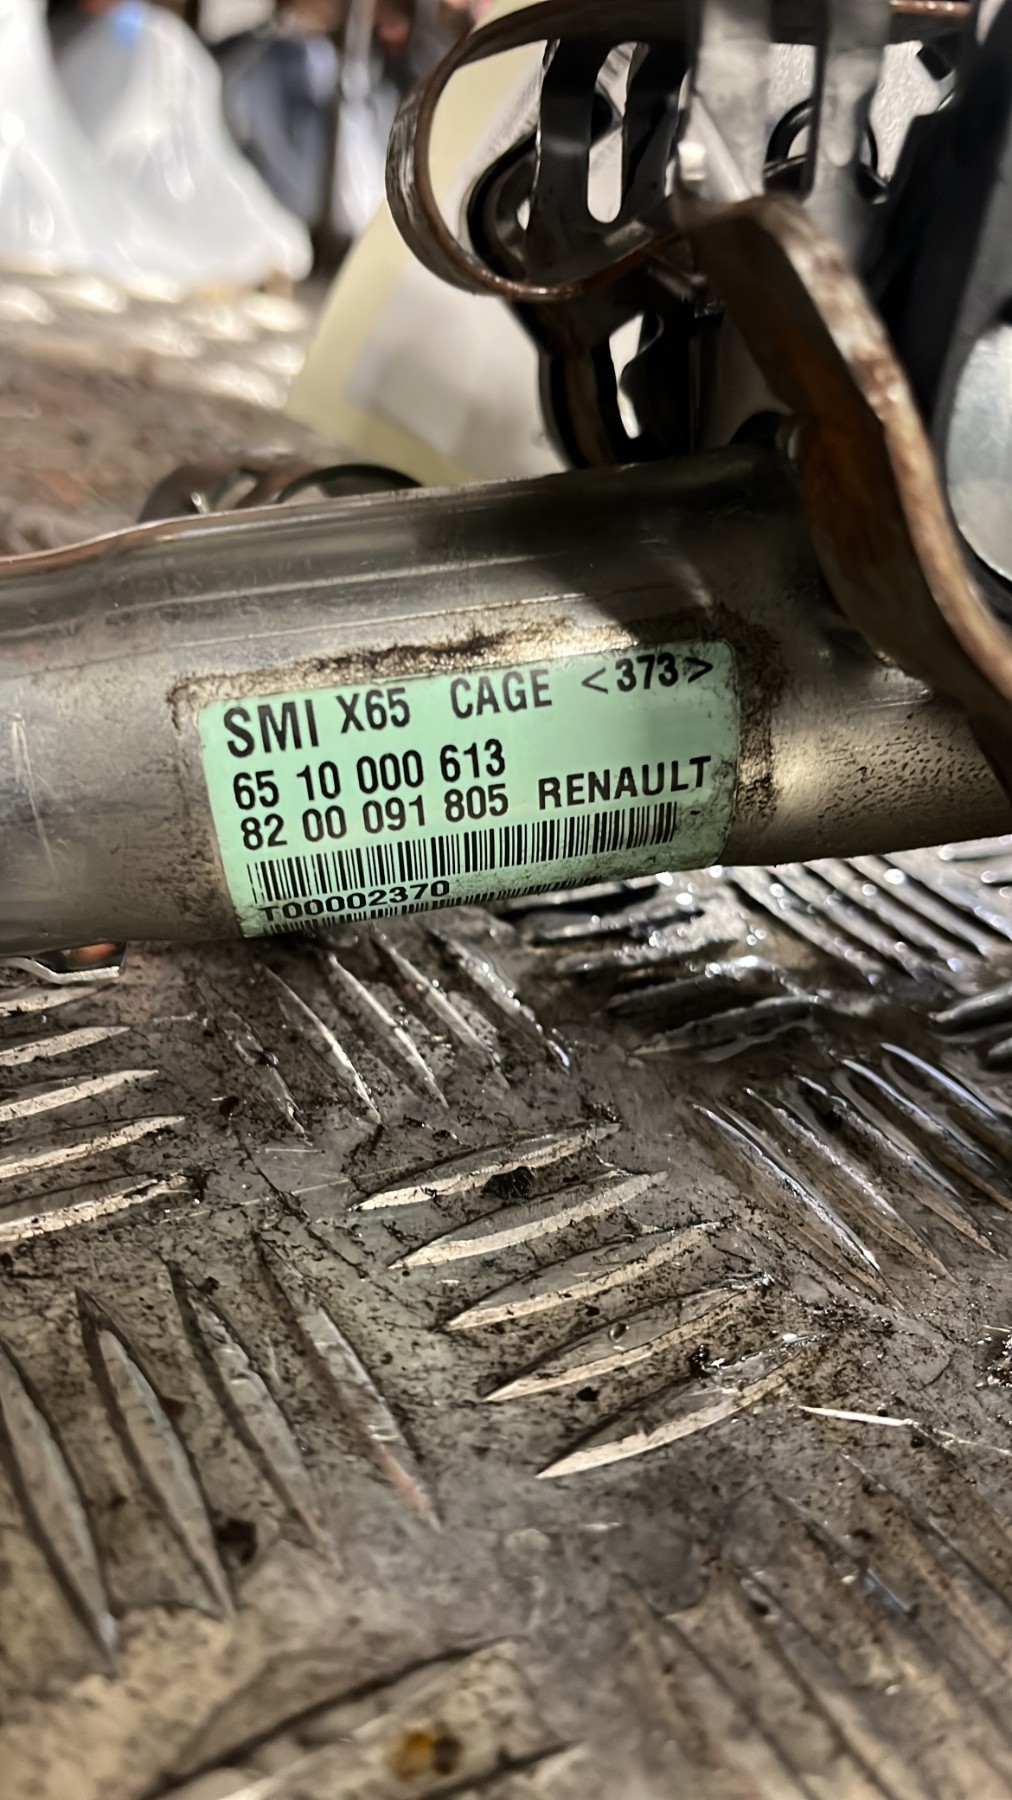 SMI X65 CAGE <373>
65 10 000 613
82 00 091 805 RENAULT
T00002370